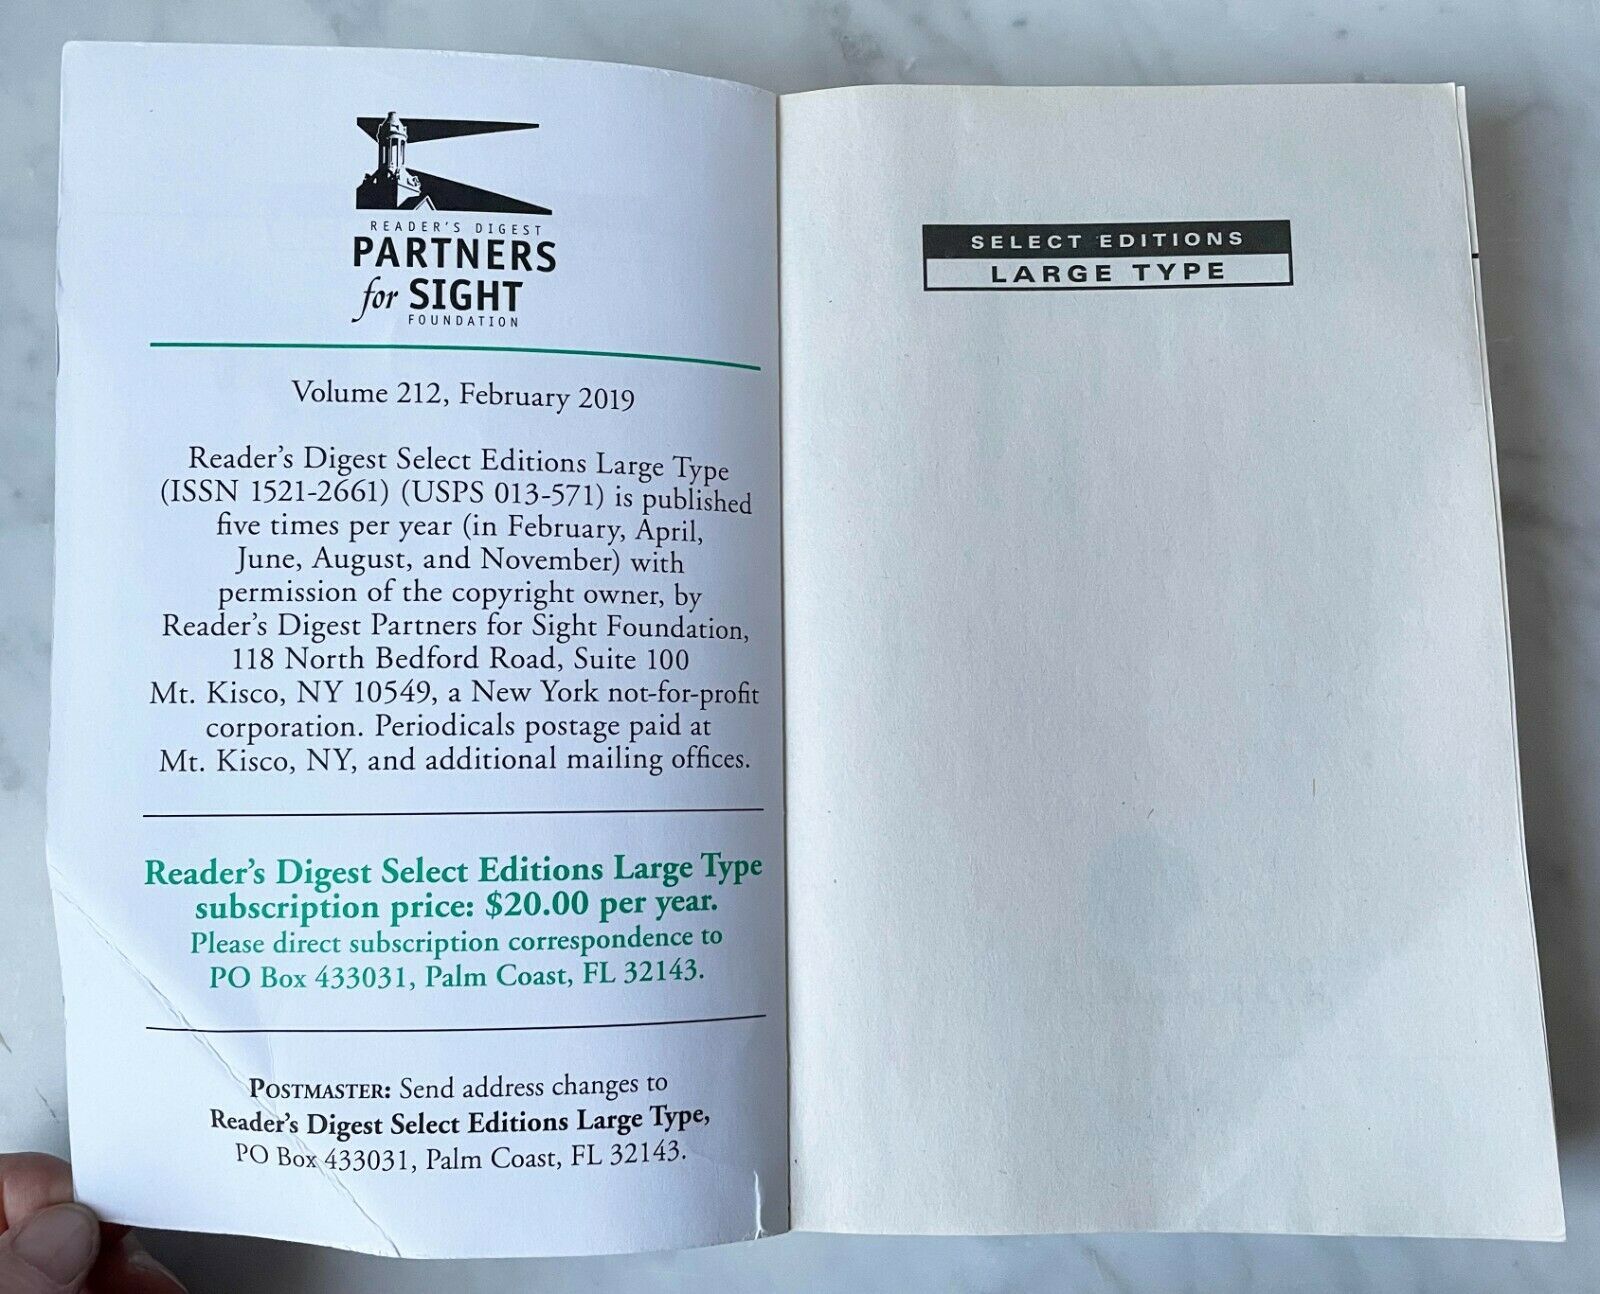 READER'S DIGEST
PARTNERS
for SIGHT
FOUNDATION
Volume 212, February 2019
Reader's Digest Select Editions Large Type
(ISSN 1521-2661) (USPS 013-571) is published
five times per year (in February, April,
June, August, and November) with
permission of the copyright owner, by
Reader's Digest Partners for Sight Foundation,
118 North Bedford Road, Suite 100
Mt. Kisco, NY 10549, a New York not-for-profit
corporation. Periodicals postage paid at
Mt. Kisco, NY, and additional mailing offices.
Reader's Digest Select Editions Large Type
subscription price: $20.00 per year.
Please direct subscription correspondence to
PO Box 433031, Palm Coast, FL 32143.
POSTMASTER: Send address changes to
Reader's Digest Select Editions Large Type,
PO Box 433031, Palm Coast, FL 32143.
SELECT EDITIONS
LARGE TYPE